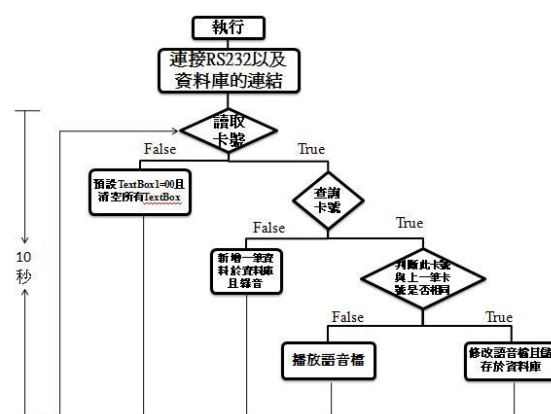 執行
連接RS232以及
資料庫的連結
讀取
卡號
False
True
預設TextBox1=00且
清空所有TextBox
查詢
卡號
False
True
10
秒
新增一筆資
料於資料庫
且錄音
判斷此卡號
與上一筆卡
號是否相同
False
True
播放語音檔
修改語音檔且儲
存於資料庫